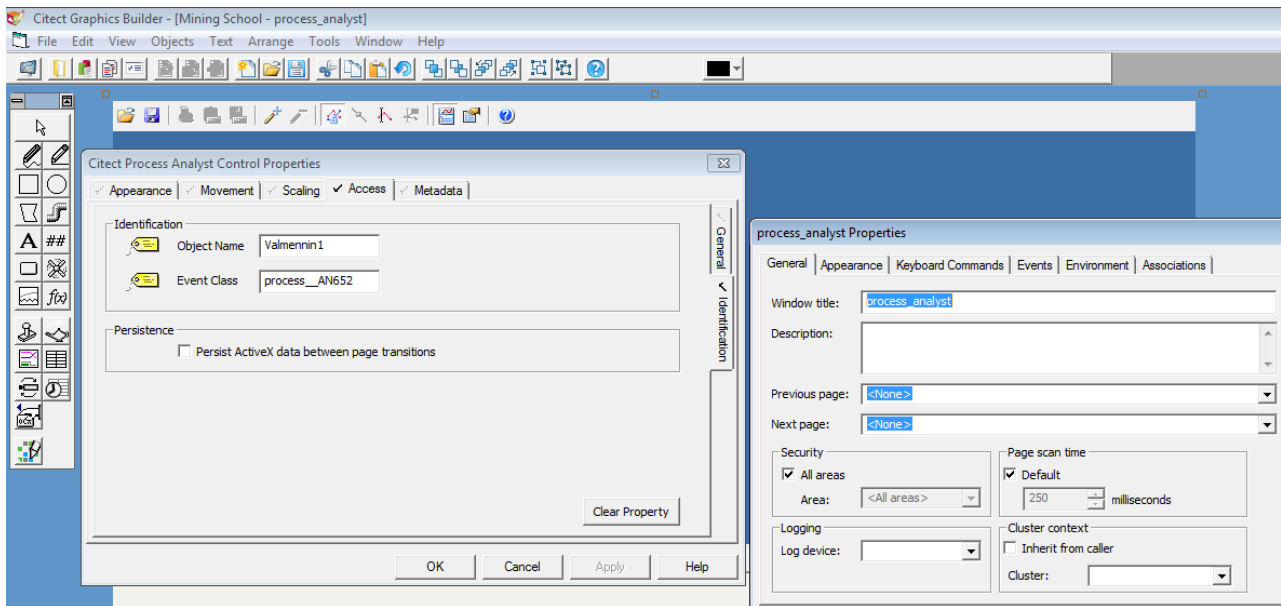 Citect Graphics Builder - [Mining School - process_analyst]
File Edit View Objects Text Arrange Tools Window Help
A ##
f(x)
Citect Process Analyst Control Properties
Appearance Movement Scaling Access Metadata
Identification
Object Name Valmennin1
Event Class process__AN652
Persistence
Persist ActiveX data between page transitions
General
Identification
Clear Property
OK Cancel Apply Help
process_analyst Properties
General Appearance Keyboard Commands Events Environment Associations
Window title: process_analyst
Description:
Previous page: <None>
Next page: <None>
Security
All areas
Area: <All areas>
Page scan time
Default
250 milliseconds
Logging
Log device:
Cluster context
Inherit from caller
Cluster: